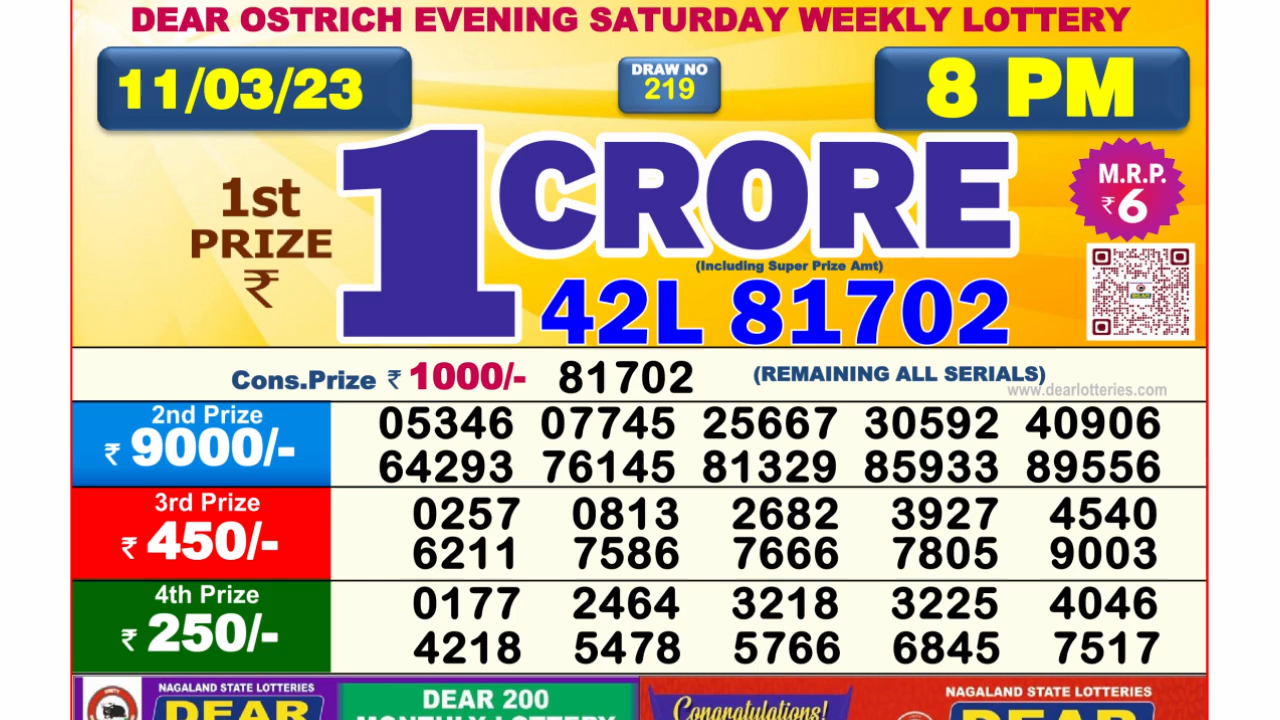 DEAR OSTRICH EVENING SATURDAY WEEKLY LOTTERY
11/03/23
DRAW NO
219
8 PM
1st
PRIZE
₹
1 CRORE
(Including Super Prize Amt)
42L 81702
M.R.P.
₹6
Cons.Prize ₹ 1000/- 81702 (REMAINING ALL SERIALS)
www.dearlotteries.com
2nd Prize
₹ 9000/-
05346 07745 25667 30592 40906
64293 76145 81329 85933 89556
3rd Prize
₹ 450/-
0257 0813 2682 3927 4540
6211 7586 7666 7805 9003
4th Prize
₹ 250/-
0177 2464 3218 3225 4046
4218 5478 5766 6845 7517
NAGALAND STATE LOTTERIES
DEAR
DEAR 200
MONTHLY LOTTERY
Congratulations!
NAGALAND STATE LOTTERIES
DEAR